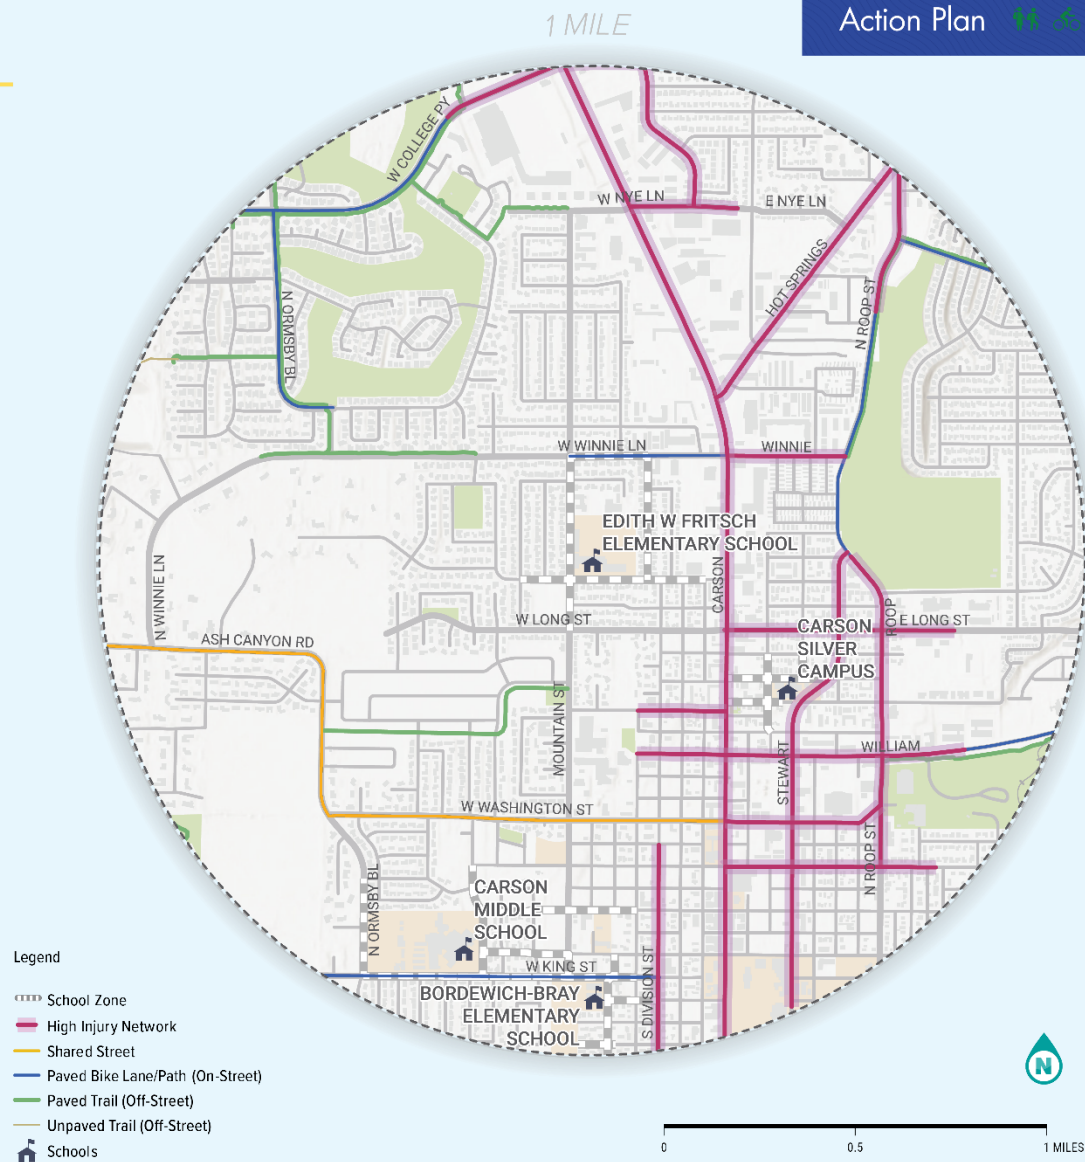 1 MILE
Action Plan
W COLLEGE PY
W NYE LN
E NYE LN
HOT SPRINGS
N ROOP ST
N ORMSBY BL
W WINNIE LN
WINNIE
EDITH W FRITSCH
ELEMENTARY SCHOOL
CARSON
N WINNIE LN
W LONG ST
ROOP
E LONG ST
ASH CANYON RD
CARSON
SILVER
CAMPUS
MOUNTAIN ST
STEWART
WILLIAM
W WASHINGTON ST
N ROOP ST
N ORMSBY BL
CARSON
MIDDLE
SCHOOL
W KING ST
S DIVISION ST
BORDEWICH-BRAY
ELEMENTARY
SCHOOL
Legend
School Zone
High Injury Network
Shared Street
Paved Bike Lane/Path (On-Street)
Paved Trail (Off-Street)
Unpaved Trail (Off-Street)
Schools
N
0 0.5 1 MILES